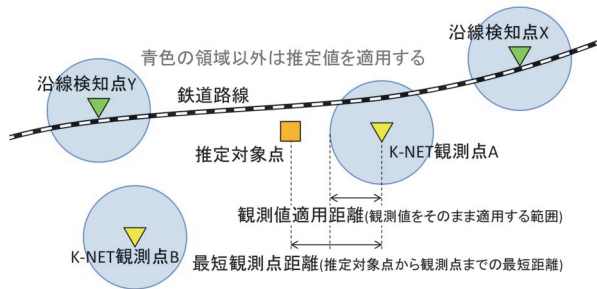 沿線検知点X
青色の領域以外は推定値を適用する
沿線検知点Y
鉄道路線
推定対象点
K-NET観測点A
観測値適用距離(観測値をそのまま適用する範囲)
K-NET観測点B
最短観測点距離(推定対象点から観測点までの最短距離)